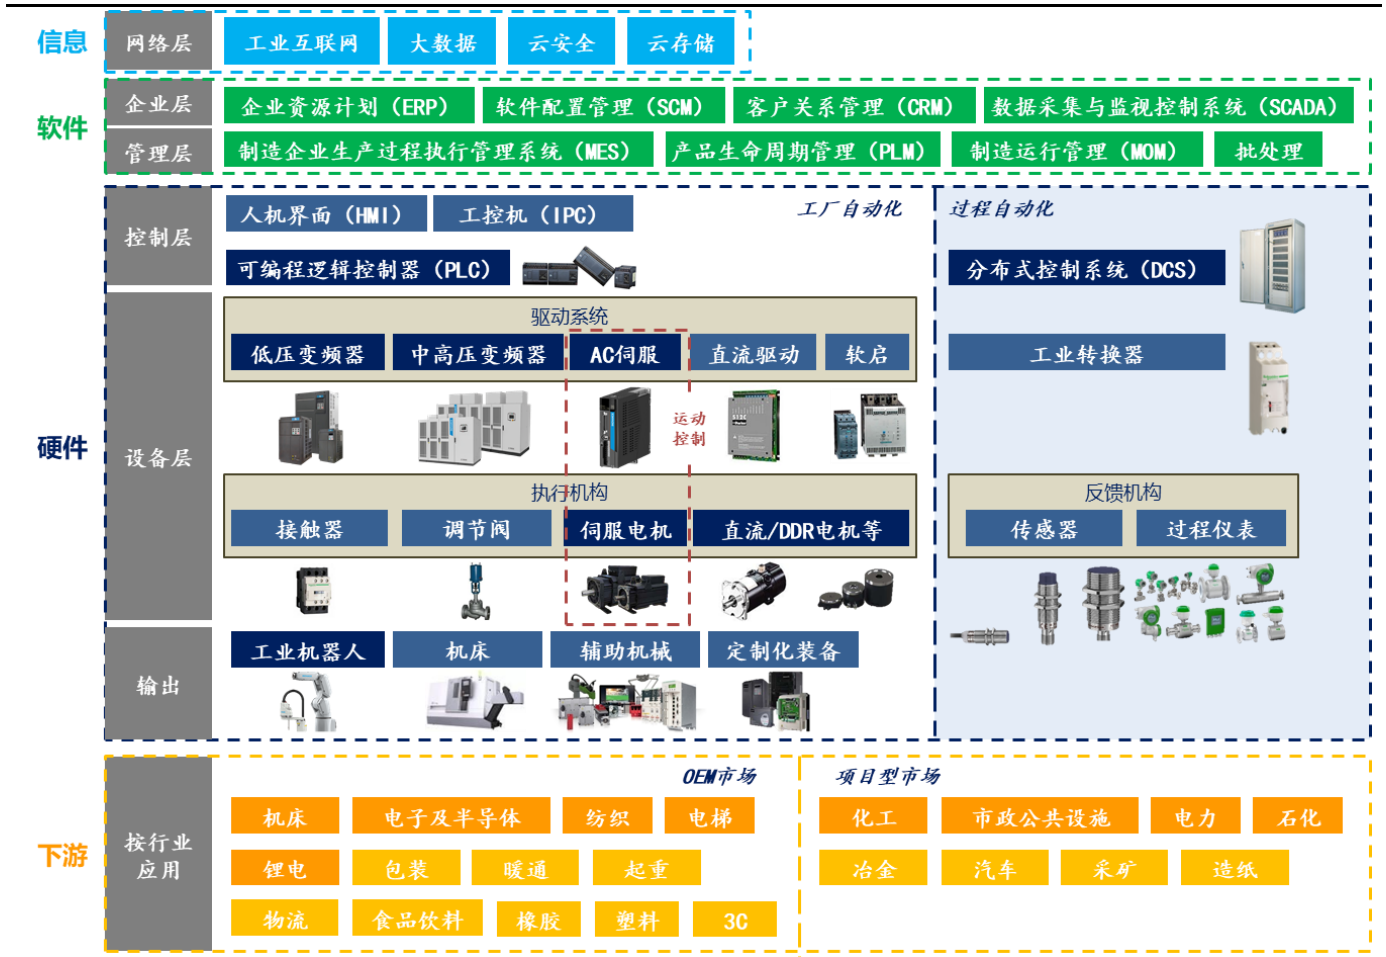 信息
网络层
工业互联网
大数据
云安全
云存储
软件
企业层
企业资源计划（ERP）
软件配置管理（SCM）
客户关系管理（CRM）
数据采集与监视控制系统（SCADA）
管理层
制造企业生产过程执行管理系统（MES）
产品生命周期管理（PLM）
制造运行管理（MOM）
批处理
硬件
控制层
人机界面（HMI）
工控机（IPC）
工厂自动化
过程自动化
可编程逻辑控制器（PLC）
分布式控制系统（DCS）
设备层
驱动系统
低压变频器
中高压变频器
AC伺服
直流驱动
软启
工业转换器
运动
控制
执行机构
接触器
调节阀
伺服电机
直流/DDR电机等
反馈机构
传感器
过程仪表
输出
工业机器人
机床
辅助机械
定制化装备
下游
按行业
应用
OEM市场
项目型市场
机床
电子及半导体
纺织
电梯
化工
市政公共设施
电力
石化
锂电
包装
暖通
起重
冶金
汽车
采矿
造纸
物流
食品饮料
橡胶
塑料
3C